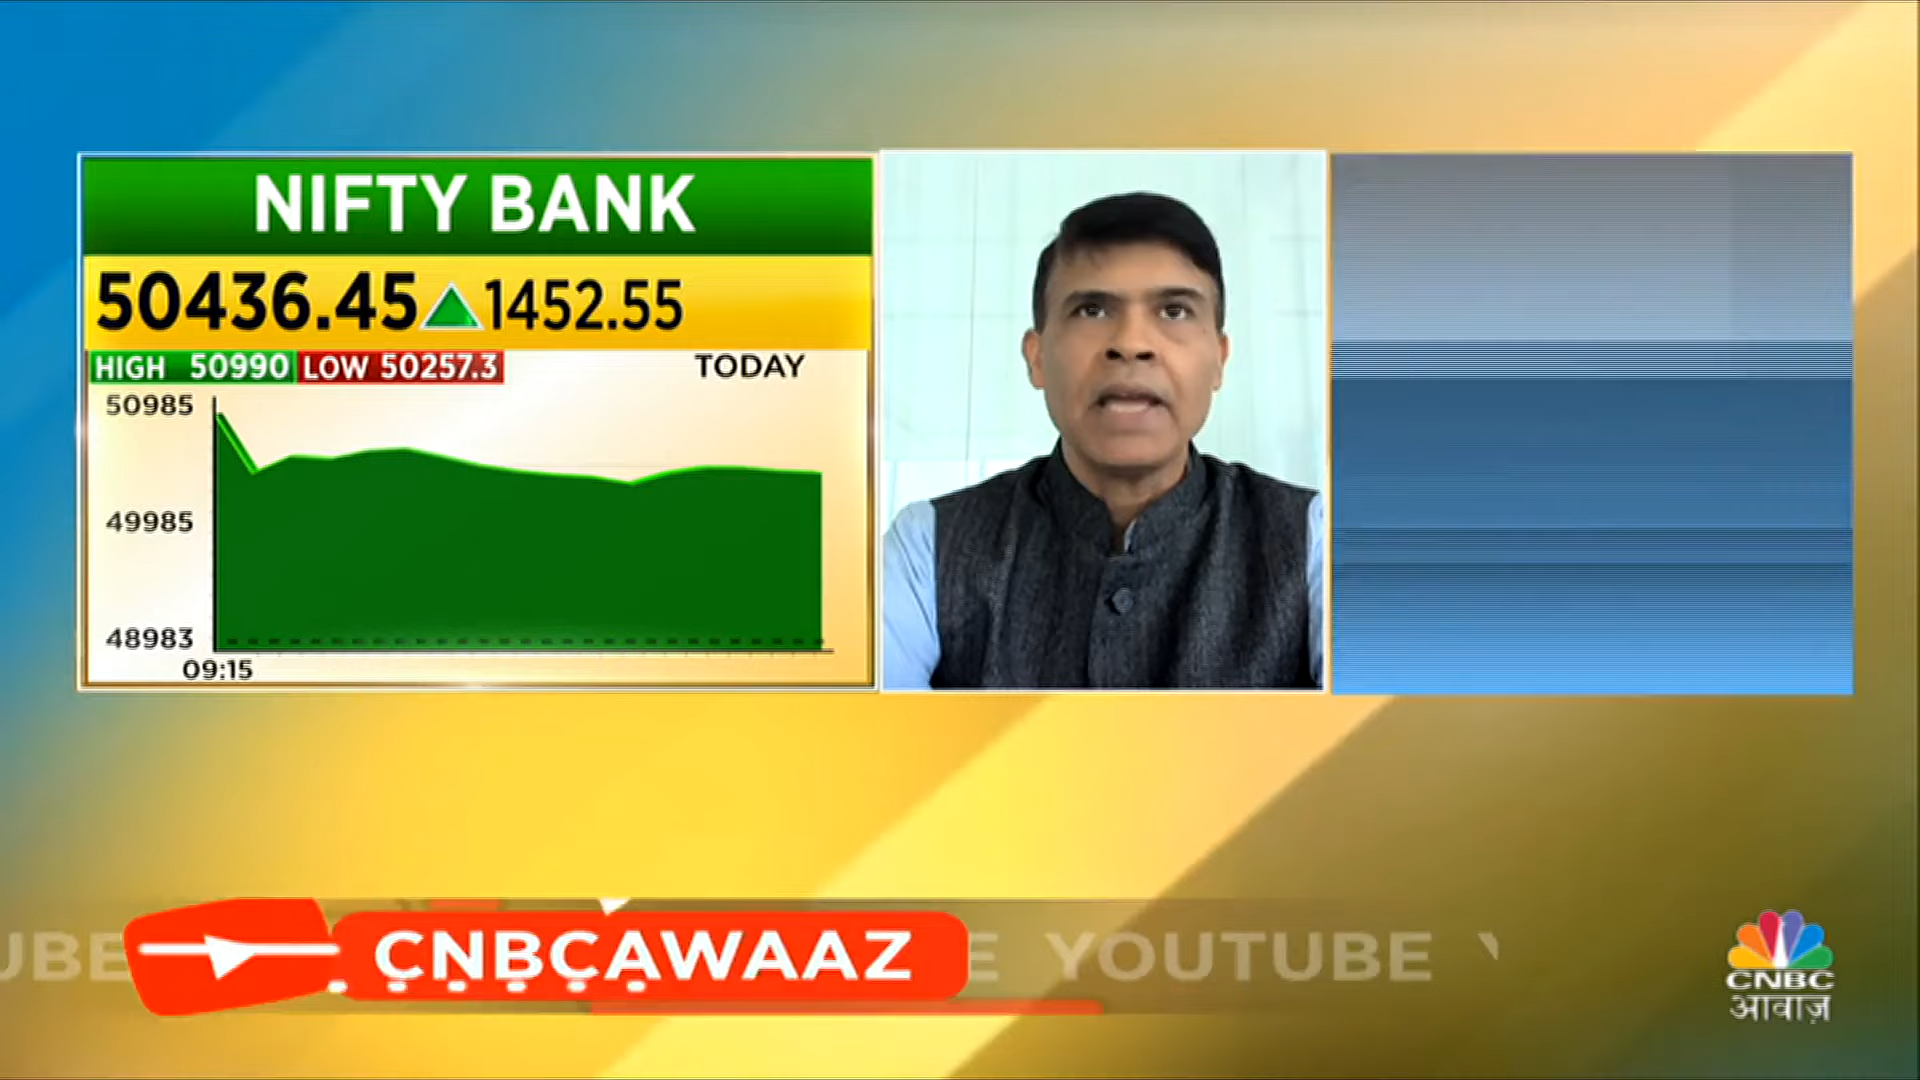 NIFTY BANK
50436.45 1452.55
HIGH 50990 LOW 50257.3 TODAY
50985
49985
48983
09:15
UBE CNBCAWAAZ E YOUTUBE
CNBC
आवाज़